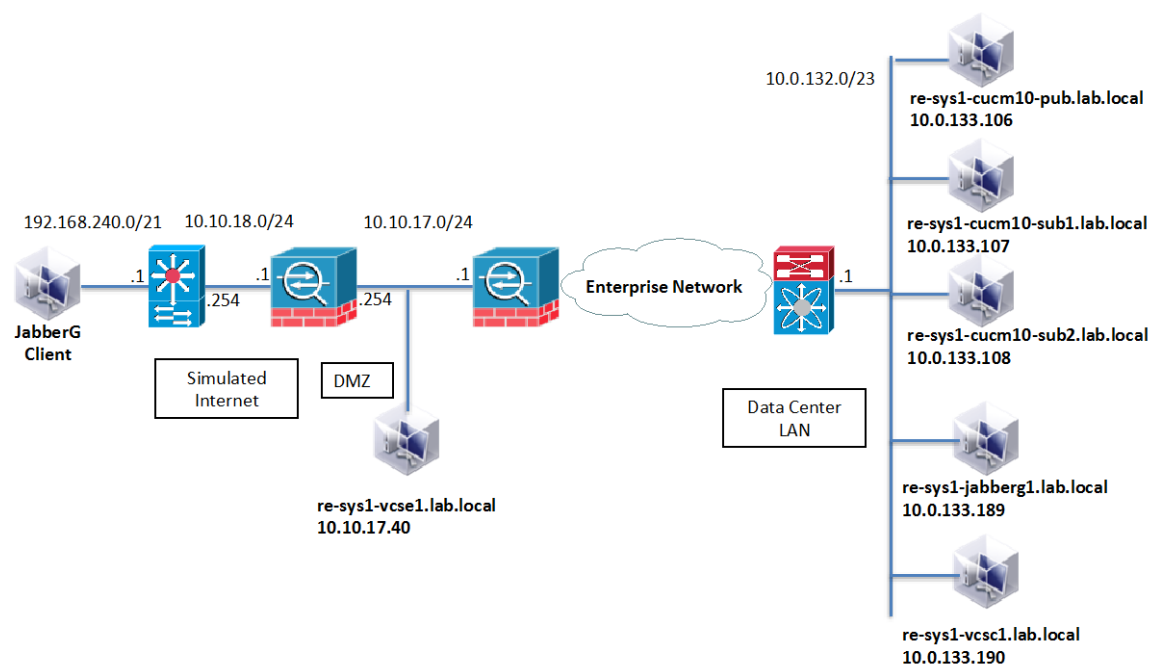 192.168.240.0/21
.1
JabberG
Client
10.10.18.0/24
.254
.1
Simulated
Internet
10.10.17.0/24
.254
.1
DMZ
re-sys1-vcse1.lab.local
10.10.17.40
Enterprise Network
.1
10.0.132.0/23
Data Center
LAN
re-sys1-cucm10-pub.lab.local
10.0.133.106
re-sys1-cucm10-sub1.lab.local
10.0.133.107
re-sys1-cucm10-sub2.lab.local
10.0.133.108
re-sys1-jabberg1.lab.local
10.0.133.189
re-sys1-vcsc1.lab.local
10.0.133.190